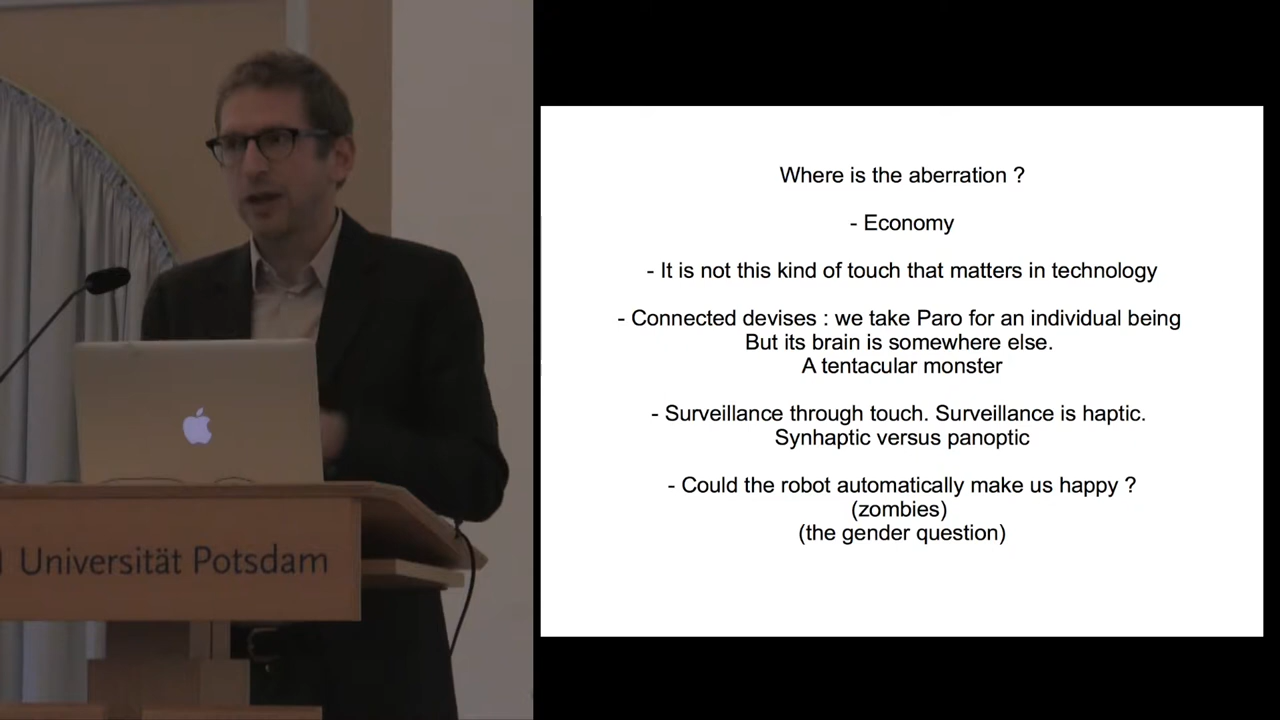 Where is the aberration ?
- Economy
- It is not this kind of touch that matters in technology
- Connected devises : we take Paro for an individual being
But its brain is somewhere else.
A tentacular monster
- Surveillance through touch. Surveillance is haptic.
Synhaptic versus panoptic
- Could the robot automatically make us happy ?
(zombies)
(the gender question)
Universität Potsdam